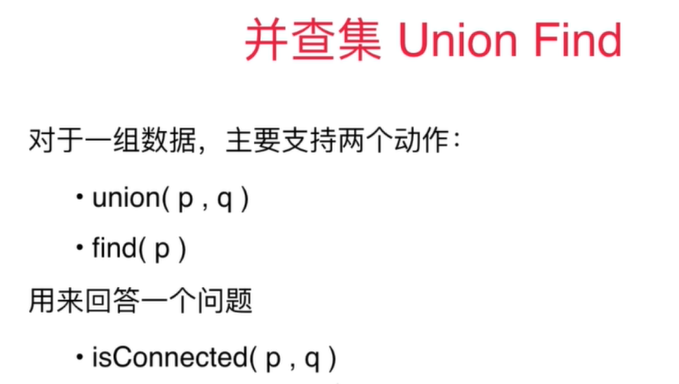 并查集 Union Find
对于一组数据，主要支持两个动作：
• union( p , q )
• find( p )
用来回答一个问题
• isConnected( p , q )